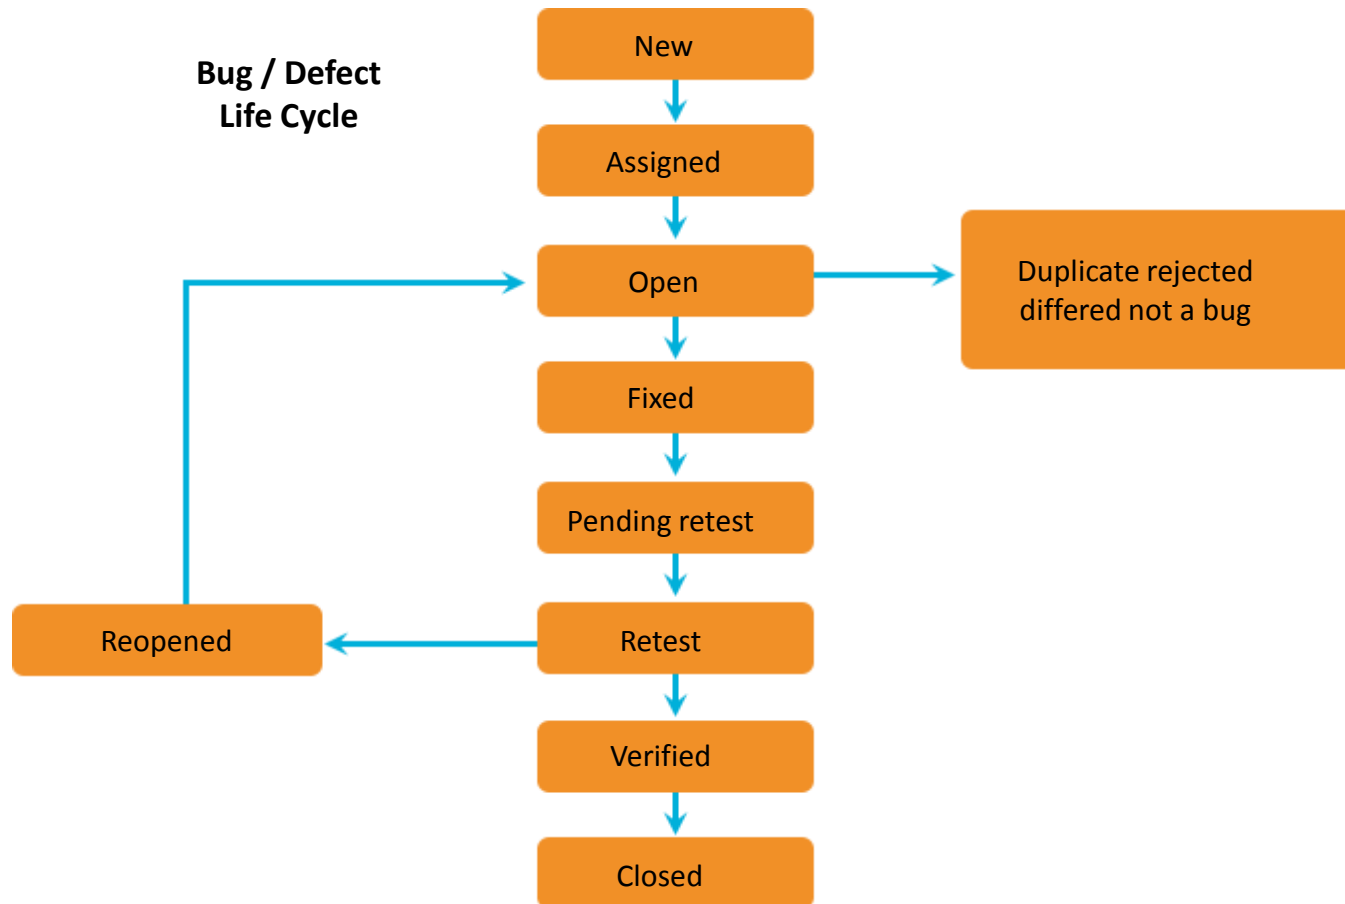 Bug / Defect
Life Cycle
New
Assigned
Open
Duplicate rejected
differed not a bug
Fixed
Pending retest
Reopened
Retest
Verified
Closed